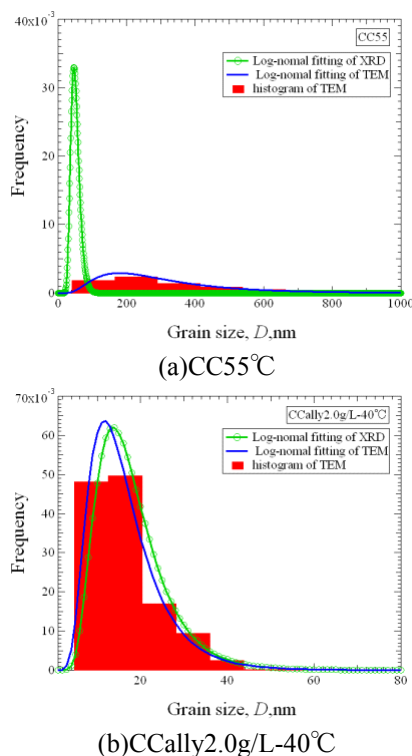 40x10⁻³
CC55
Log-nomal fitting of XRD
Log-nomal fitting of TEM
histogram of TEM
30
20
10
0
Frequency
0 200 400 600 800 1000
Grain size, D,nm
(a)CC55℃
70x10⁻³
CCally2.0g/L-40℃
Log-nomal fitting of XRD
Log-nomal fitting of TEM
histogram of TEM
60
50
40
30
20
10
0
Frequency
20 40 60 80
Grain size, D,nm
(b)CCally2.0g/L-40℃